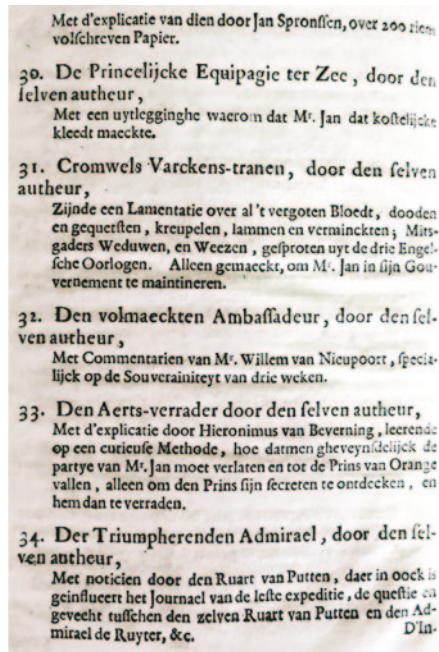 Met d'explicatie van dien door Jan Spronſſen, over 200 riem
volſchreven Papier.
30. De Princelijcke Equipagie ter Zee, door den
ſelven autheur,
Met een uytlegginghe waerom dat Mr. Jan dat koſtelijcke
kleedt maeckte.
31. Cromwels Varckens-tranen, door den ſelven
autheur,
Zijnde een Lamentatie over al 't vergoten Bloedt, dooden
en gequetſten, kreupelen, lammen en verminckten; Mits-
gaders Weduwen, en Weezen, geſproten uyt de drie Engel-
ſche Oorlogen. Alleen gemaeckt, om Mr. Jan in ſijn Gou-
vernement te maintineren.
32. Den volmaeckten Ambaſſadeur, door den ſel-
ven autheur,
Met Commentarien van Mr. Willem van Nieupoort, ſpecia-
lijck op de Souverainiteyt van drie weken.
33. Den Aerts-verrader door den ſelven autheur,
Met d'explicatie door Hieronimus van Beverning, leerende
op een curieuſe Methode, hoe datmen gheveynſdelijck de
partye van Mr. Jan moet verlaten en tot de Prins van Orange
vallen, alleen om den Prins ſijn ſecreten te ontdecken, en
hem dan te verraden.
34. Der Triumpherenden Admirael, door den ſel-
ven autheur,
Met noticien door den Ruart van Putten, daer in oock is
geinflueert het Journael van de leſte expeditie, de queſtie en
gevecht tuſſchen den zelven Ruart van Putten en den Ad-
mirael de Ruyter, &c.
D'In-